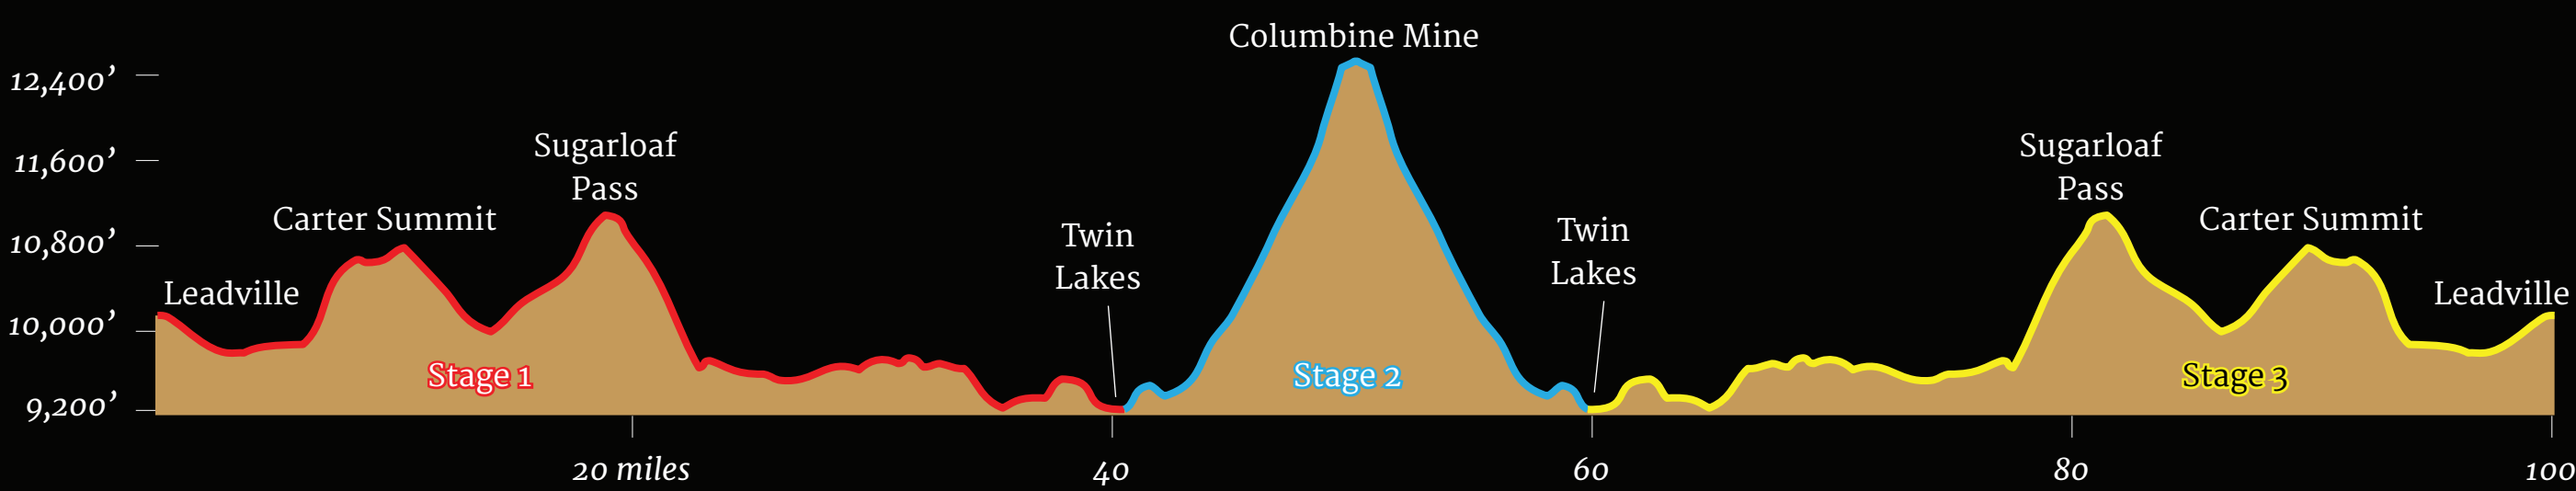 Columbine Mine
12,400’
11,600’
10,800’
10,000’
9,200’
Leadville
Carter Summit
Sugarloaf
Pass
Twin
Lakes
Twin
Lakes
Sugarloaf
Pass
Carter Summit
Leadville
Stage 1
Stage 2
Stage 3
20 miles
40
60
80
100